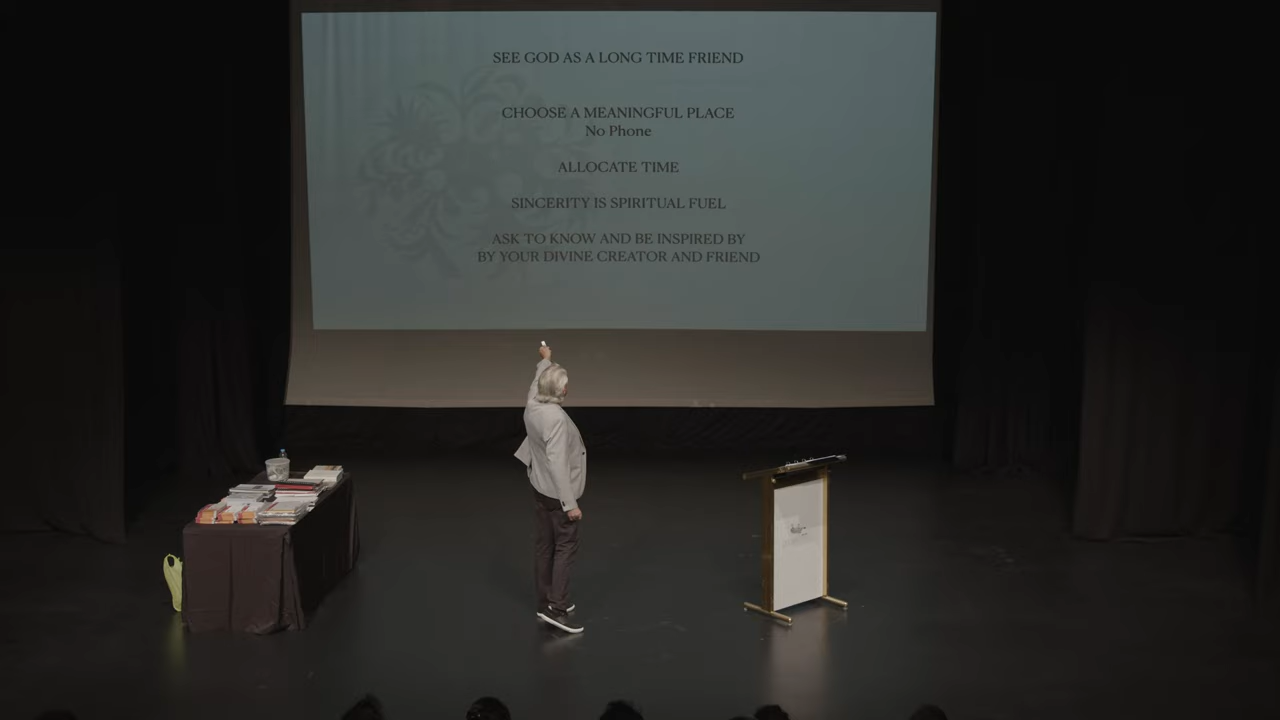 SEE GOD AS A LONG TIME FRIEND
CHOOSE A MEANINGFUL PLACE
No Phone
ALLOCATE TIME
SINCERITY IS SPIRITUAL FUEL
ASK TO KNOW AND BE INSPIRED BY
BY YOUR DIVINE CREATOR AND FRIEND